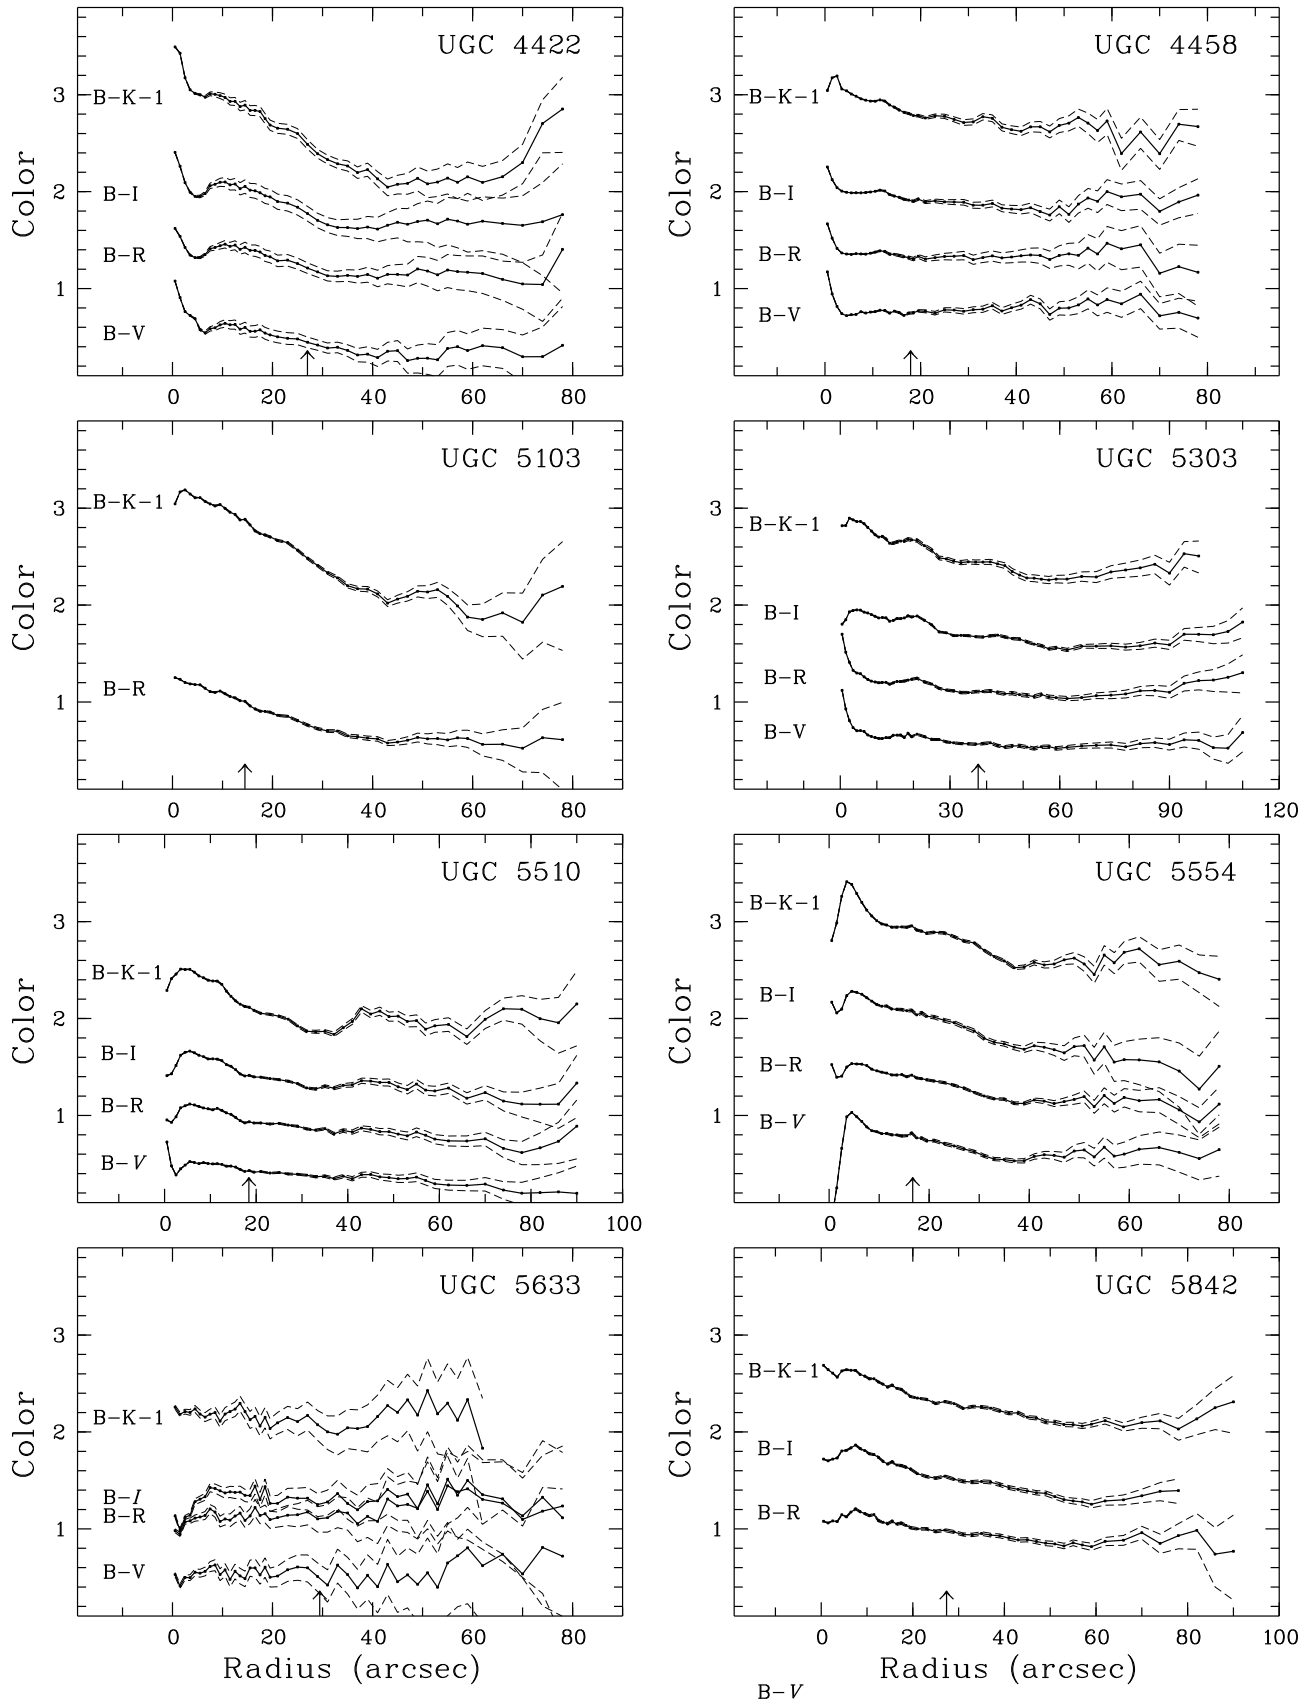 UGC 4422
3
2
1
Color
B-K-1
B-I
B-R
B-V
0 20 40 60 80
UGC 4458
3
2
1
Color
B-K-1
B-I
B-R
B-V
0 20 40 60 80
UGC 5103
3
2
1
Color
B-K-1
B-R
0 20 40 60 80
UGC 5303
3
2
1
Color
B-K-1
B-I
B-R
B-V
0 30 60 90 120
UGC 5510
3
2
1
Color
B-K-1
B-I
B-R
B-V
0 20 40 60 80 100
UGC 5554
3
2
1
Color
B-K-1
B-I
B-R
B-V
0 20 40 60 80
UGC 5633
3
2
1
Color
B-K-1
B-I
B-R
B-V
0 20 40 60 80
Radius (arcsec)
UGC 5842
3
2
1
Color
B-K-1
B-I
B-R
0 20 40 60 80 100
Radius (arcsec)
B-V